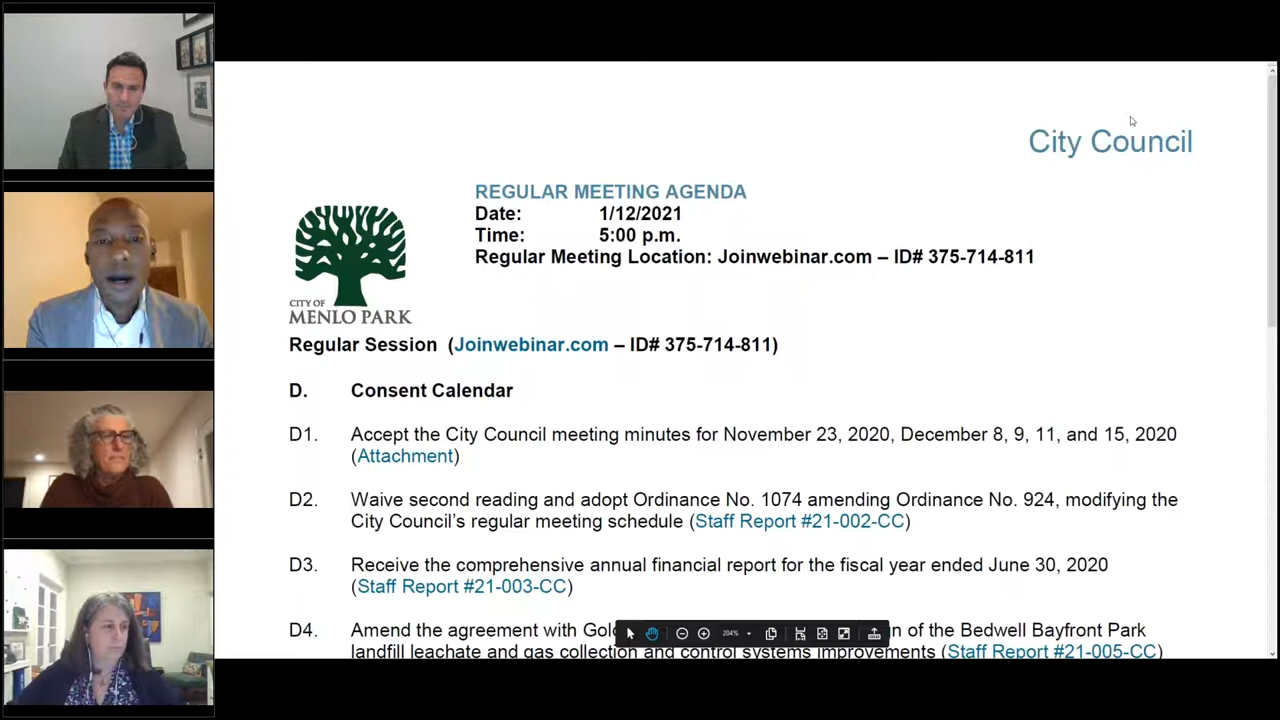 City Council
REGULAR MEETING AGENDA
Date: 1/12/2021
Time: 5:00 p.m.
Regular Meeting Location: Joinwebinar.com – ID# 375-714-811
CITY OF
MENLO PARK
Regular Session (Joinwebinar.com – ID# 375-714-811)
D. Consent Calendar
D1. Accept the City Council meeting minutes for November 23, 2020, December 8, 9, 11, and 15, 2020
(Attachment)
D2. Waive second reading and adopt Ordinance No. 1074 amending Ordinance No. 924, modifying the
City Council's regular meeting schedule (Staff Report #21-002-CC)
D3. Receive the comprehensive annual financial report for the fiscal year ended June 30, 2020
(Staff Report #21-003-CC)
D4. Amend the agreement with of the Bedwell Bayfront Park
204%
landfill leachate and gas collection and control systems improvements (Staff Report #21-005-CC)